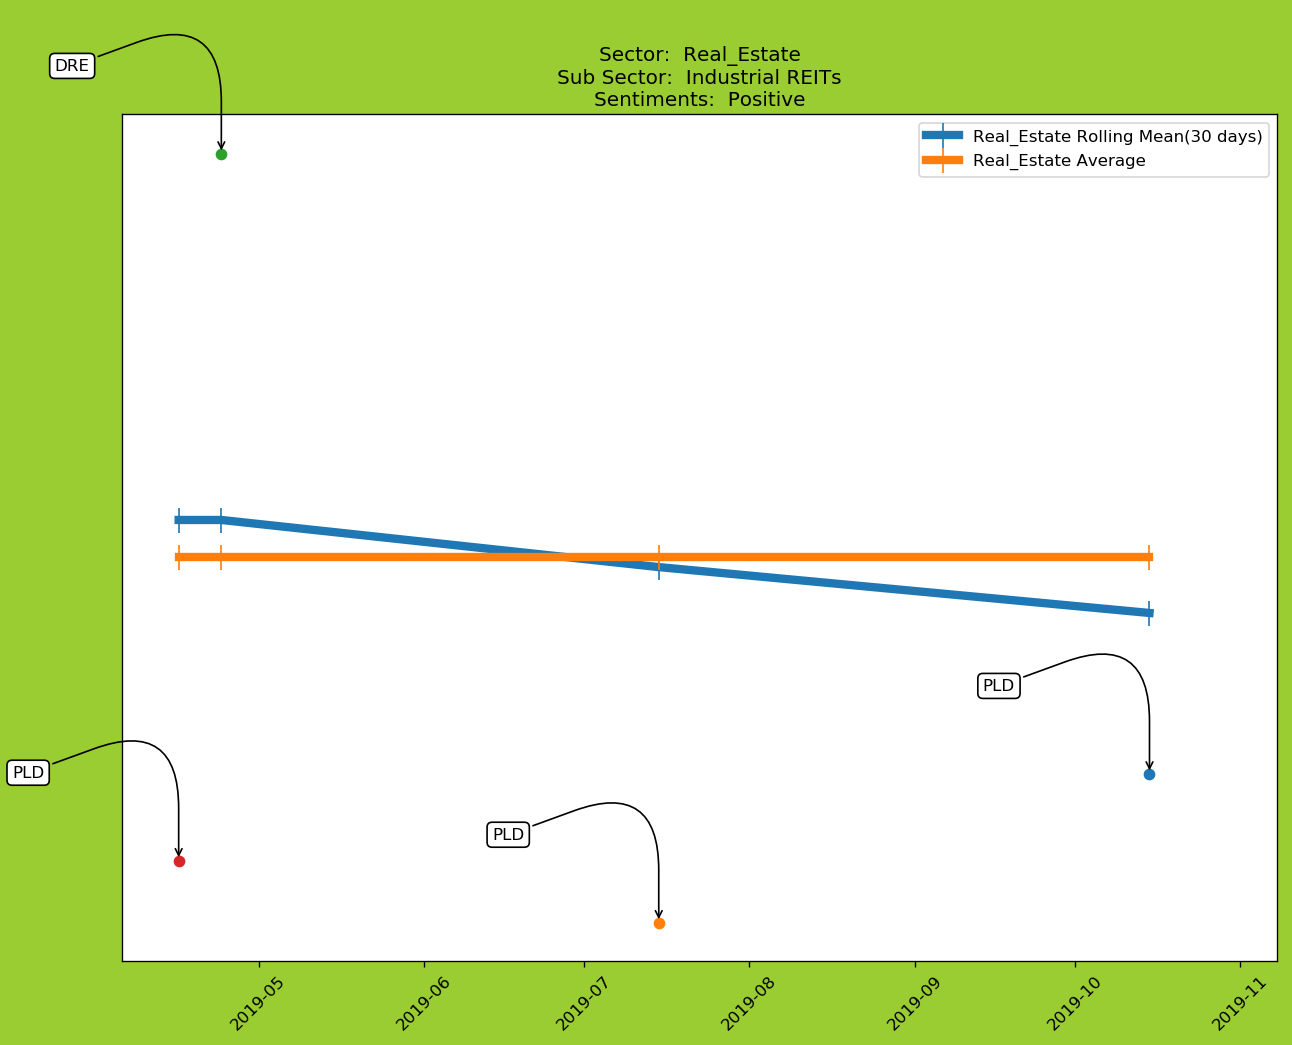 DRE
Sector:  Real_Estate
Sub Sector:  Industrial REITs
Sentiments:  Positive
Real_Estate Rolling Mean(30 days)
Real_Estate Average
PLD
PLD
PLD
2019-05
2019-06
2019-07
2019-08
2019-09
2019-10
2019-11